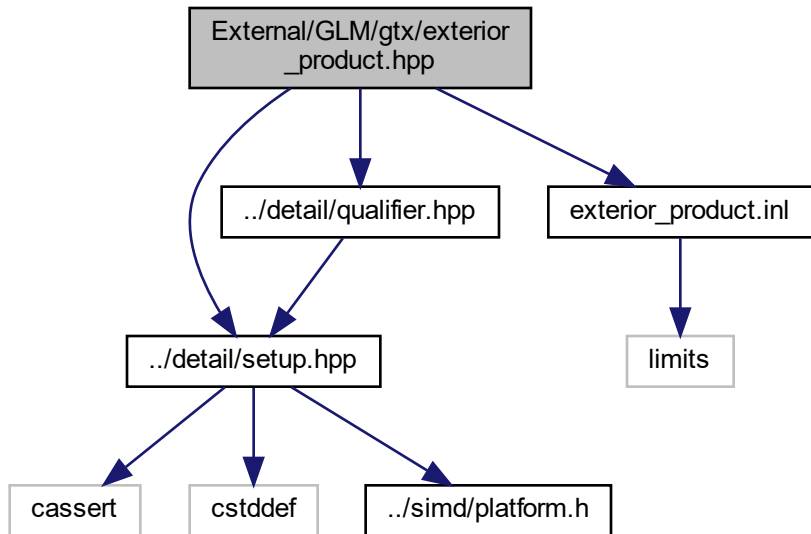 External/GLM/gtx/exterior
_product.hpp
../detail/qualifier.hpp
exterior_product.inl
../detail/setup.hpp
limits
cassert
cstddef
../simd/platform.h